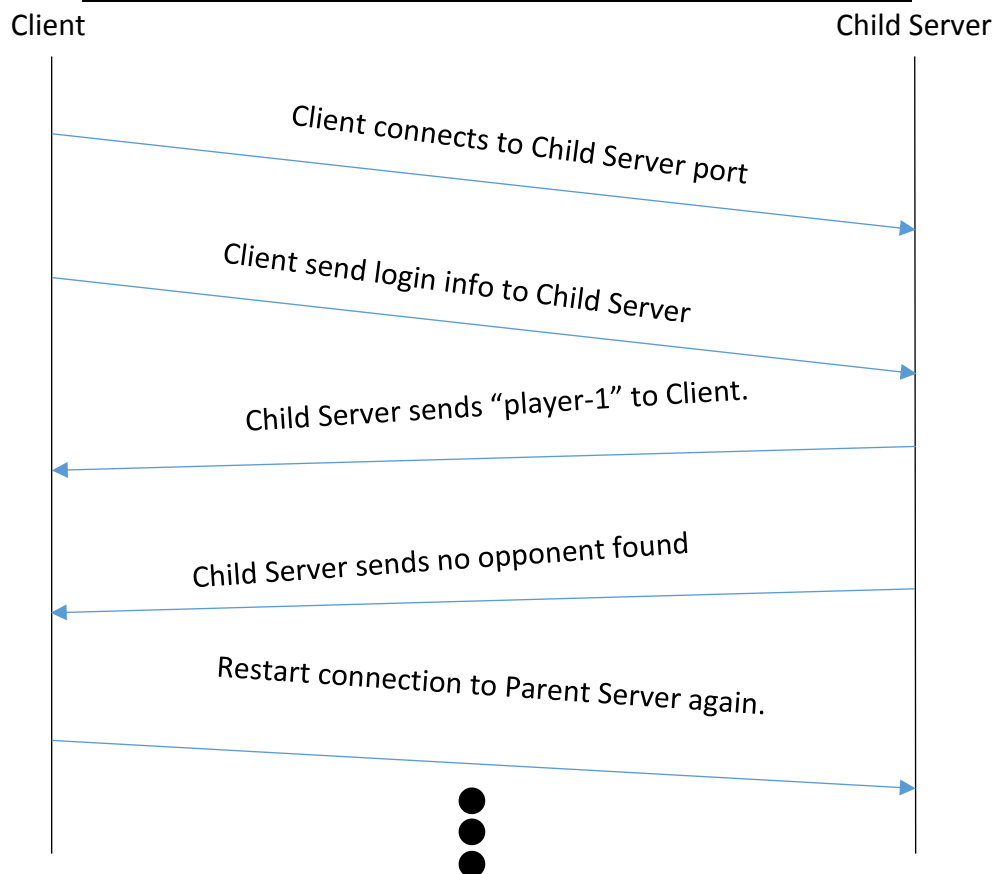 Client
Child Server
Client connects to Child Server port
Client send login info to Child Server
Child Server sends “player-1” to Client.
Child Server sends no opponent found
Restart connection to Parent Server again.